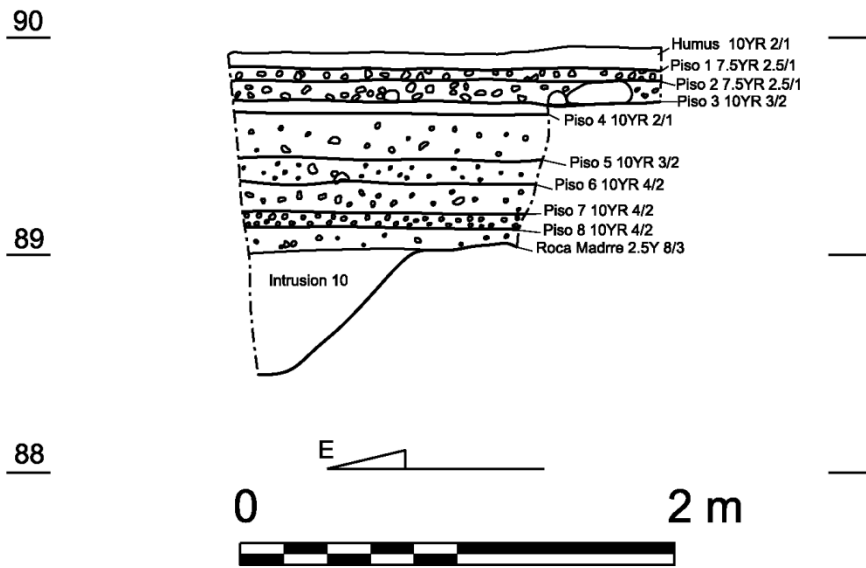 90
Humus 10YR 2/1
Piso 1 7.5YR 2.5/1
Piso 2 7.5YR 2.5/1
Piso 3 10YR 3/2
Piso 4 10YR 2/1
Piso 5 10YR 3/2
Piso 6 10YR 4/2
Piso 7 10YR 4/2
Piso 8 10YR 4/2
89
Roca Madrre 2.5Y 8/3
Intrusion 10
88
E
0 2 m